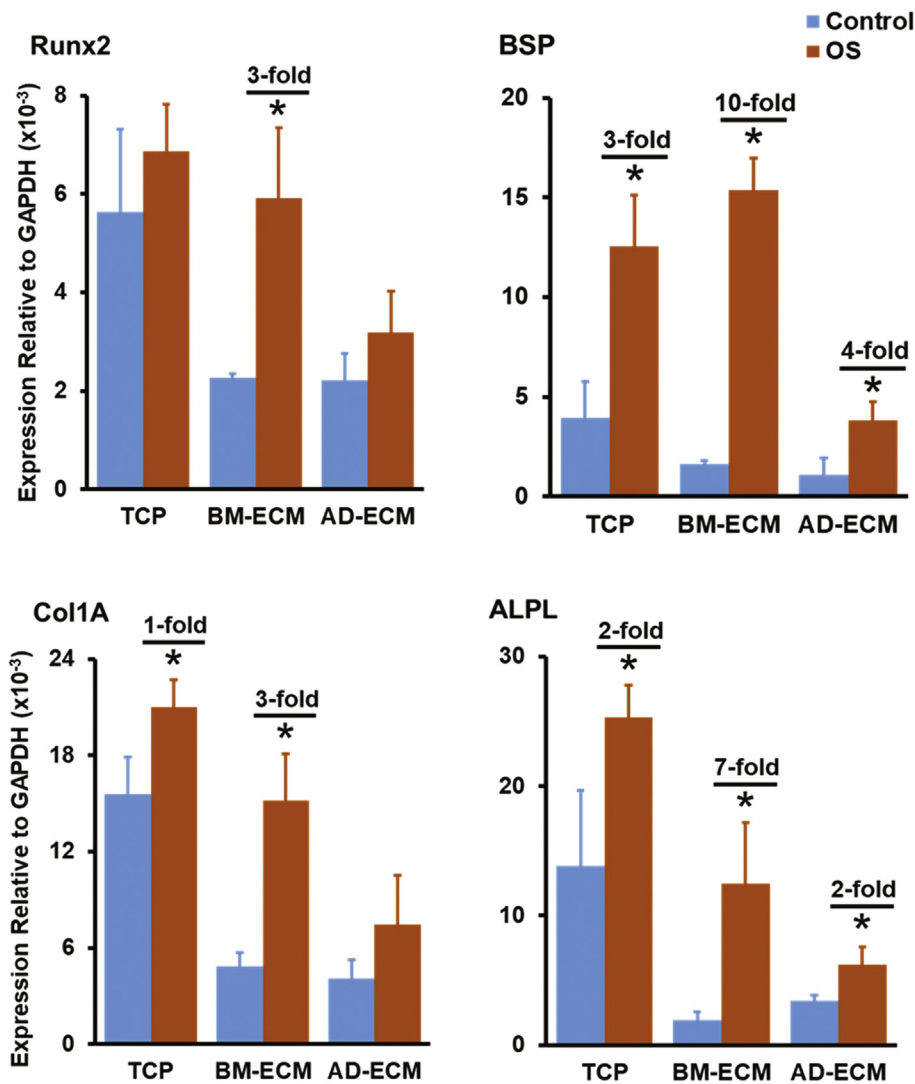 Control
OS
Runx2
Expression Relative to GAPDH (x10-3)
8
6
4
2
0
3-fold
*
TCP
BM-ECM
AD-ECM
BSP
20
15
10
5
0
3-fold
*
10-fold
*
4-fold
*
TCP
BM-ECM
AD-ECM
Col1A
Expression Relative to GAPDH (x10-3)
24
18
12
6
0
1-fold
*
3-fold
*
TCP
BM-ECM
AD-ECM
ALPL
30
20
10
0
2-fold
*
7-fold
*
2-fold
*
TCP
BM-ECM
AD-ECM